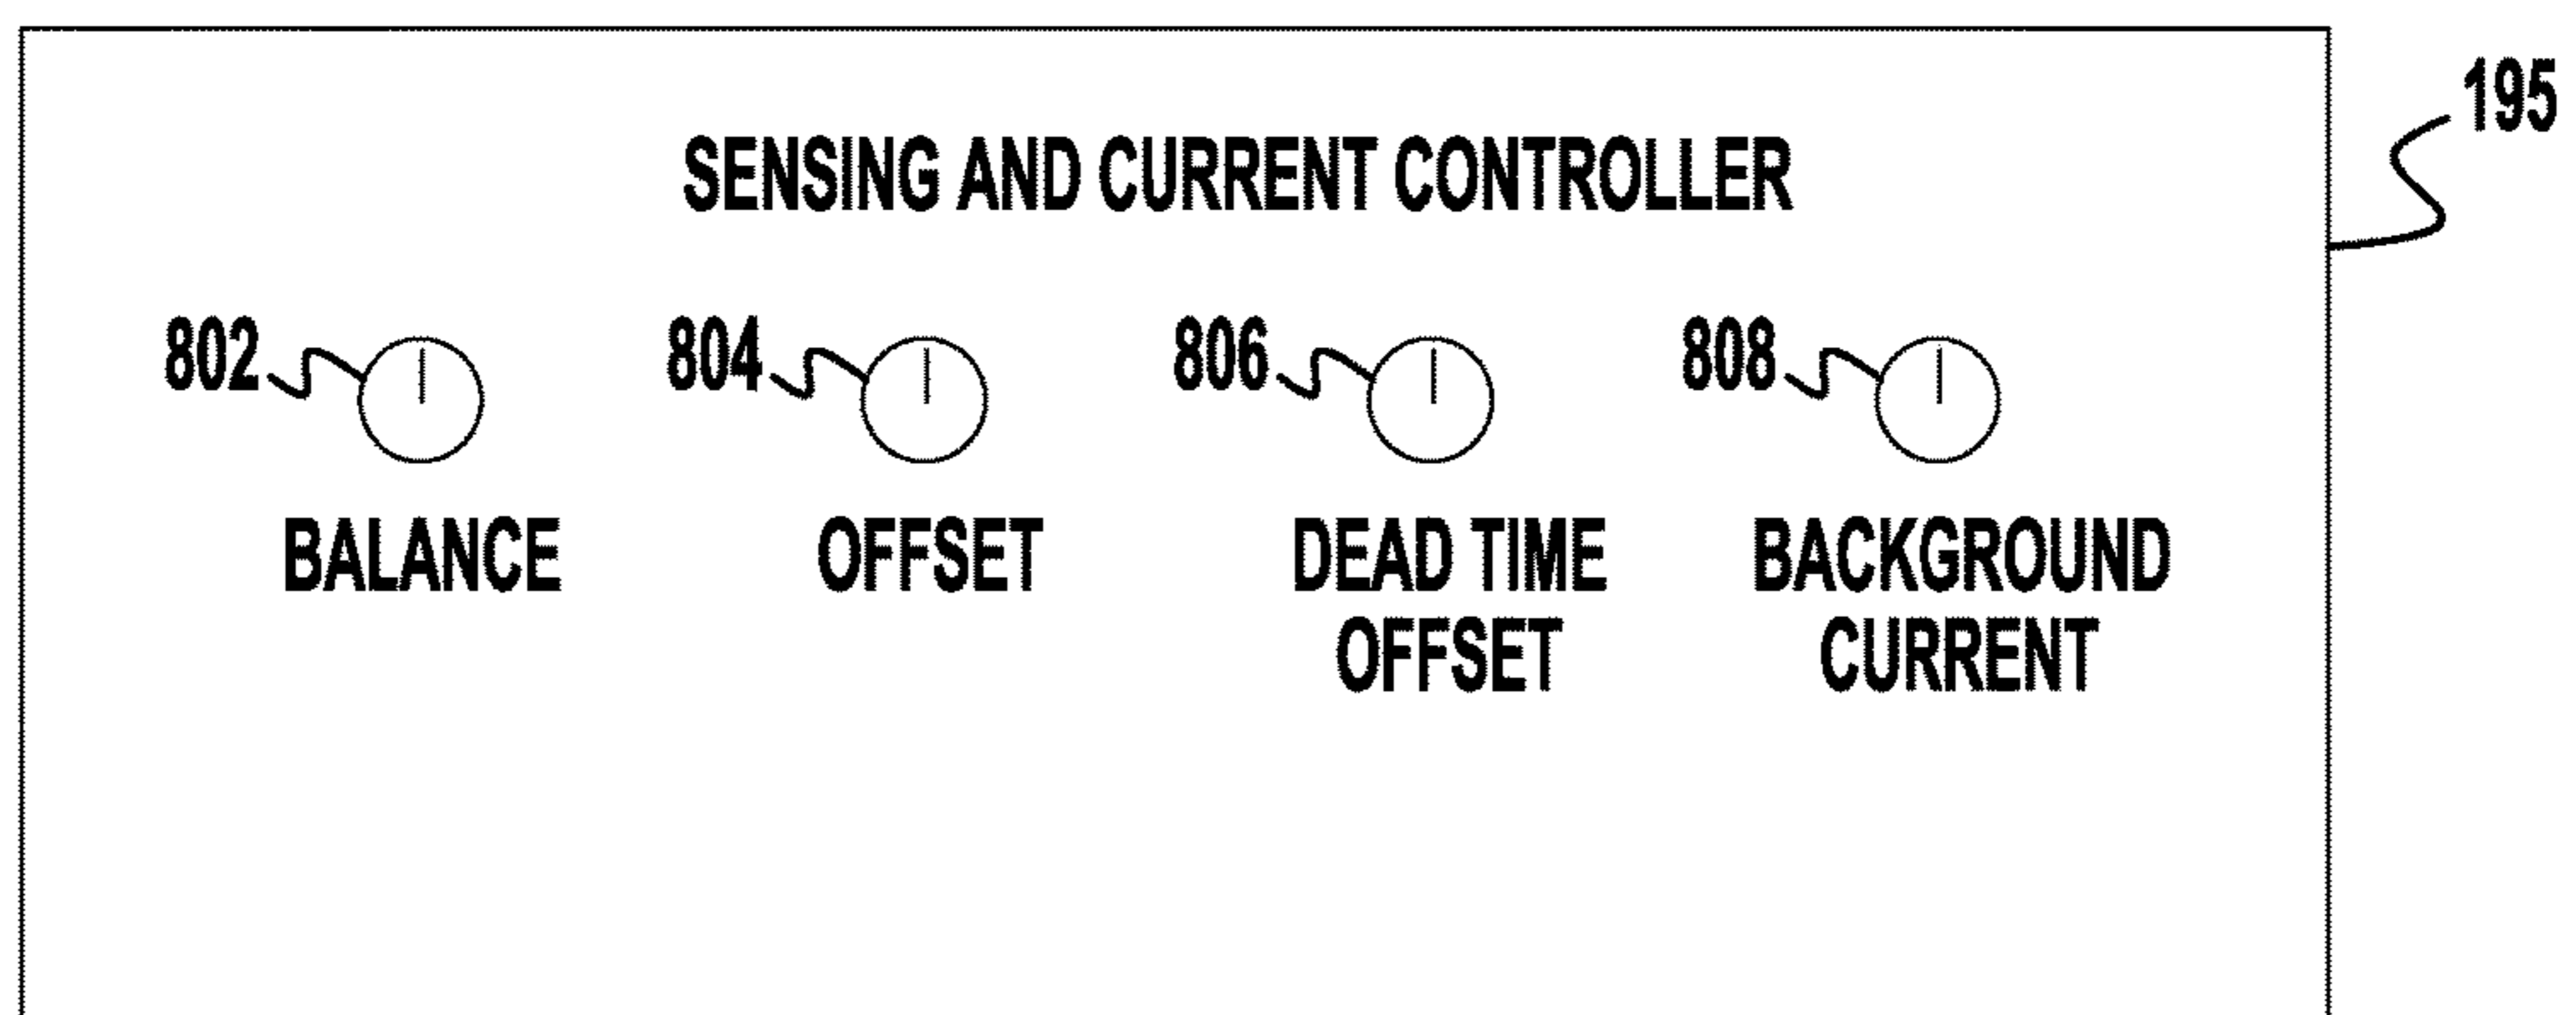 195
SENSING AND CURRENT CONTROLLER
802 804 806 808
BALANCE OFFSET DEAD TIME OFFSET BACKGROUND CURRENT